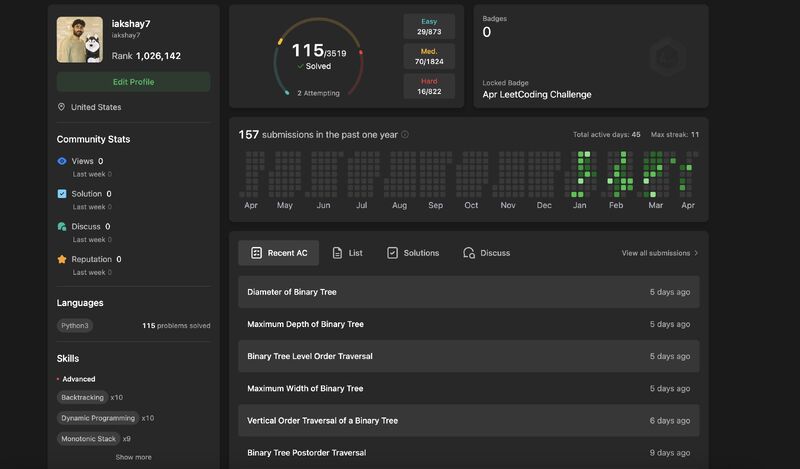 iakshay7
iakshay7
Rank 1,026,142
Edit Profile
United States
Community Stats
Views 0
Last week 0
Solution 0
Last week 0
Discuss 0
Last week 0
Reputation 0
Last week 0
Languages
Python3 115 problems solved
Skills
Advanced
Backtracking x10
Dynamic Programming x10
Monotonic Stack x9
Show more
115/3519
Solved
2 Attempting
Easy
29/873
Med.
70/1824
Hard
16/822
Badges
0
Locked Badge
Apr LeetCoding Challenge
157 submissions in the past one year
Total active days: 45 Max streak: 11
Apr May Jun Jul Aug Sep Oct Nov Dec Jan Feb Mar Apr
Recent AC List Solutions Discuss View all submissions
Diameter of Binary Tree 5 days ago
Maximum Depth of Binary Tree 5 days ago
Binary Tree Level Order Traversal 5 days ago
Maximum Width of Binary Tree 5 days ago
Vertical Order Traversal of a Binary Tree 6 days ago
Binary Tree Postorder Traversal 9 days ago